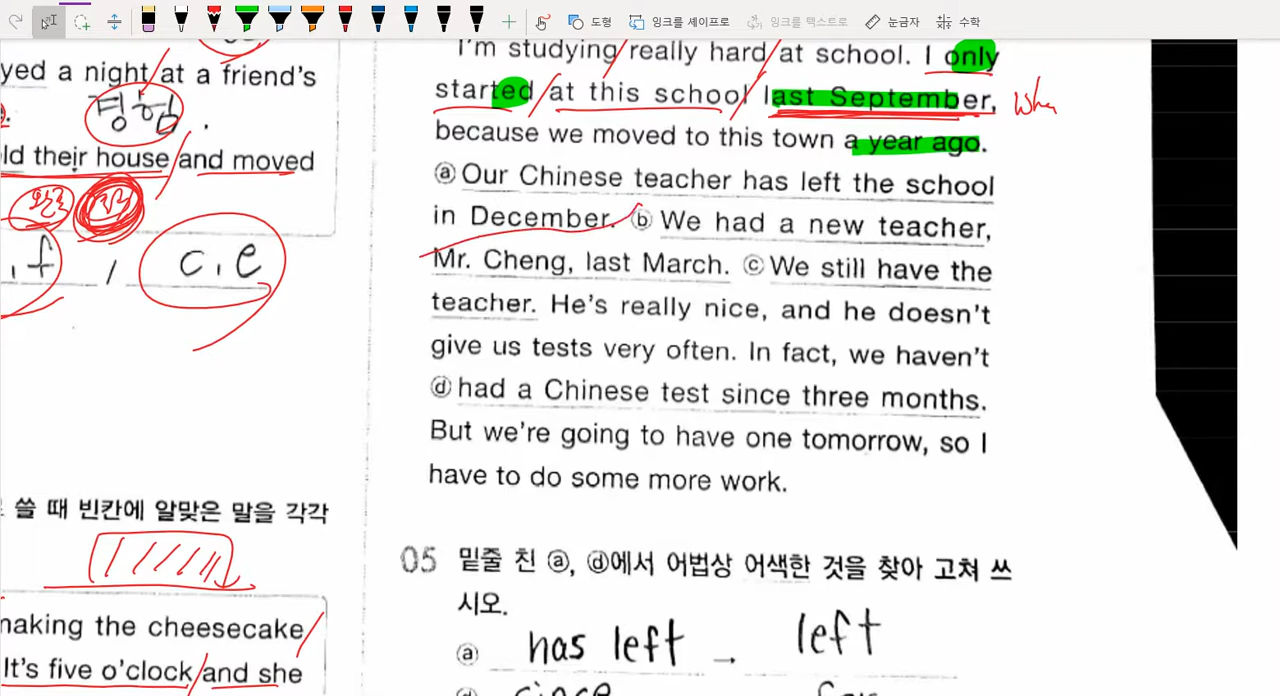 도형
잉크를 셰이프로
잉크를 텍스트로
눈금자
수학
yed a night at a friend's
경험 .
ld their house and moved
완료
, f / c, e
쓸 때 빈칸에 알맞은 말을 각각
making the cheesecake
It's five o'clock and she
I'm studying really hard at school. I only
started at this school last September, Whe
because we moved to this town a year ago.
ⓐ Our Chinese teacher has left the school
in December. ⓑ We had a new teacher,
Mr. Cheng, last March. ⓒ We still have the
teacher. He's really nice, and he doesn't
give us tests very often. In fact, we haven't
ⓓ had a Chinese test since three months.
But we're going to have one tomorrow, so I
have to do some more work.
05 밑줄 친 ⓐ, ⓓ에서 어법상 어색한 것을 찾아 고쳐 쓰
시오.
ⓐ has left → left